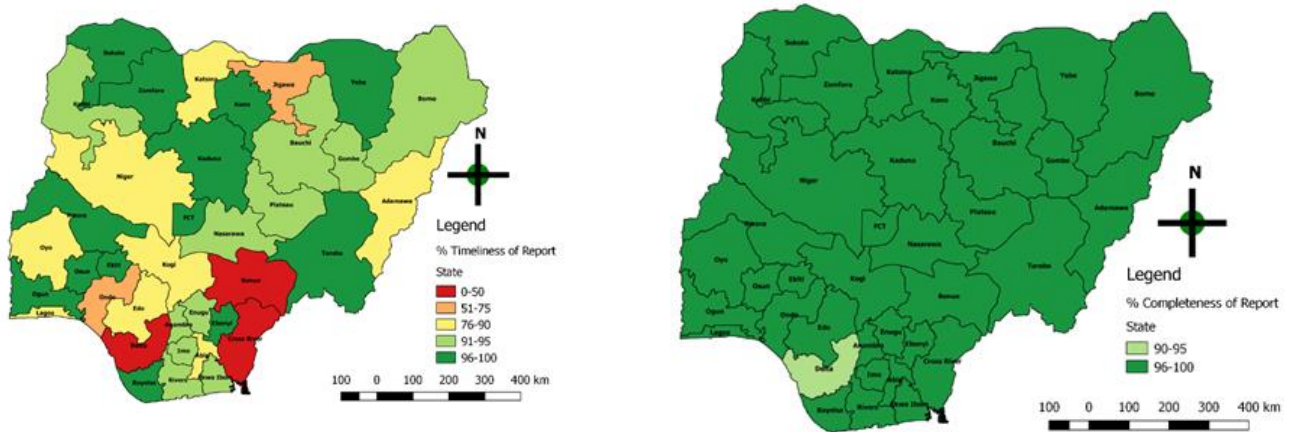 Sokoto
Katsina
Jigawa
Yobe
Zamfara
Kano
Borno
Kebbi
Bauchi
Kaduna
Gombe
Niger
Adamawa
Plateau
FCT
Kwara
Nasarawa
Oyo
Taraba
Kogi
Osun
Ekiti
Benue
Ogun
Ondo
Edo
Lagos
Enugu
Anambra
Ebonyi
Delta
Cross River
Imo
Abia
Bayelsa
Rivers
Akwa Ibom
N
Legend
% Timeliness of Report
State
0-50
51-75
76-90
91-95
96-100
100 0 100 200 300 400 km
Sokoto
Katsina
Jigawa
Yobe
Zamfara
Kano
Borno
Kebbi
Bauchi
Kaduna
Gombe
Niger
Adamawa
Plateau
FCT
Kwara
Nasarawa
Oyo
Taraba
Kogi
Osun
Ekiti
Benue
Ogun
Ondo
Edo
Lagos
Enugu
Anambra
Ebonyi
Delta
Cross River
Imo
Abia
Bayelsa
Rivers
Akwa Ibom
N
Legend
% Completeness of Report
State
90-95
96-100
100 0 100 200 300 400 km